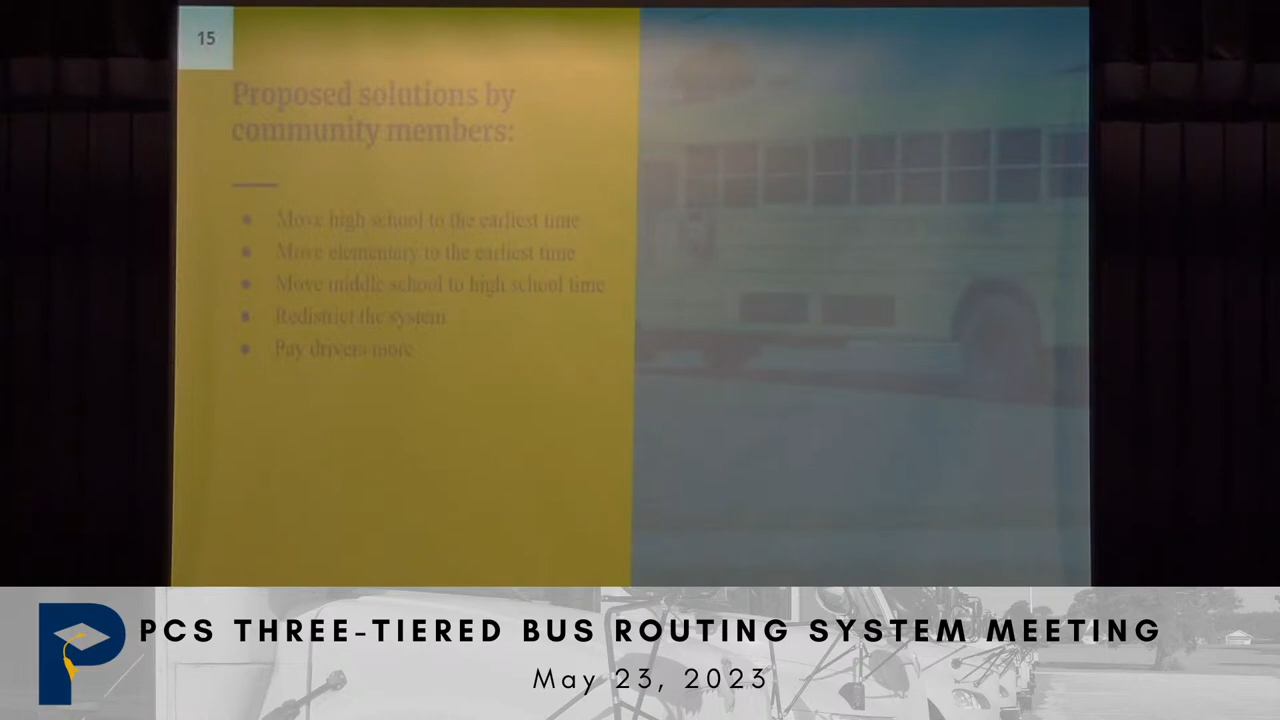 15
Proposed solutions by
community members:
● Move high school to the earliest time
● Move elementary to the earliest time
● Move middle school to high school time
● Redistrict the system
● Pay drivers more
P
PCS THREE-TIERED BUS ROUTING SYSTEM MEETING
May 23, 2023